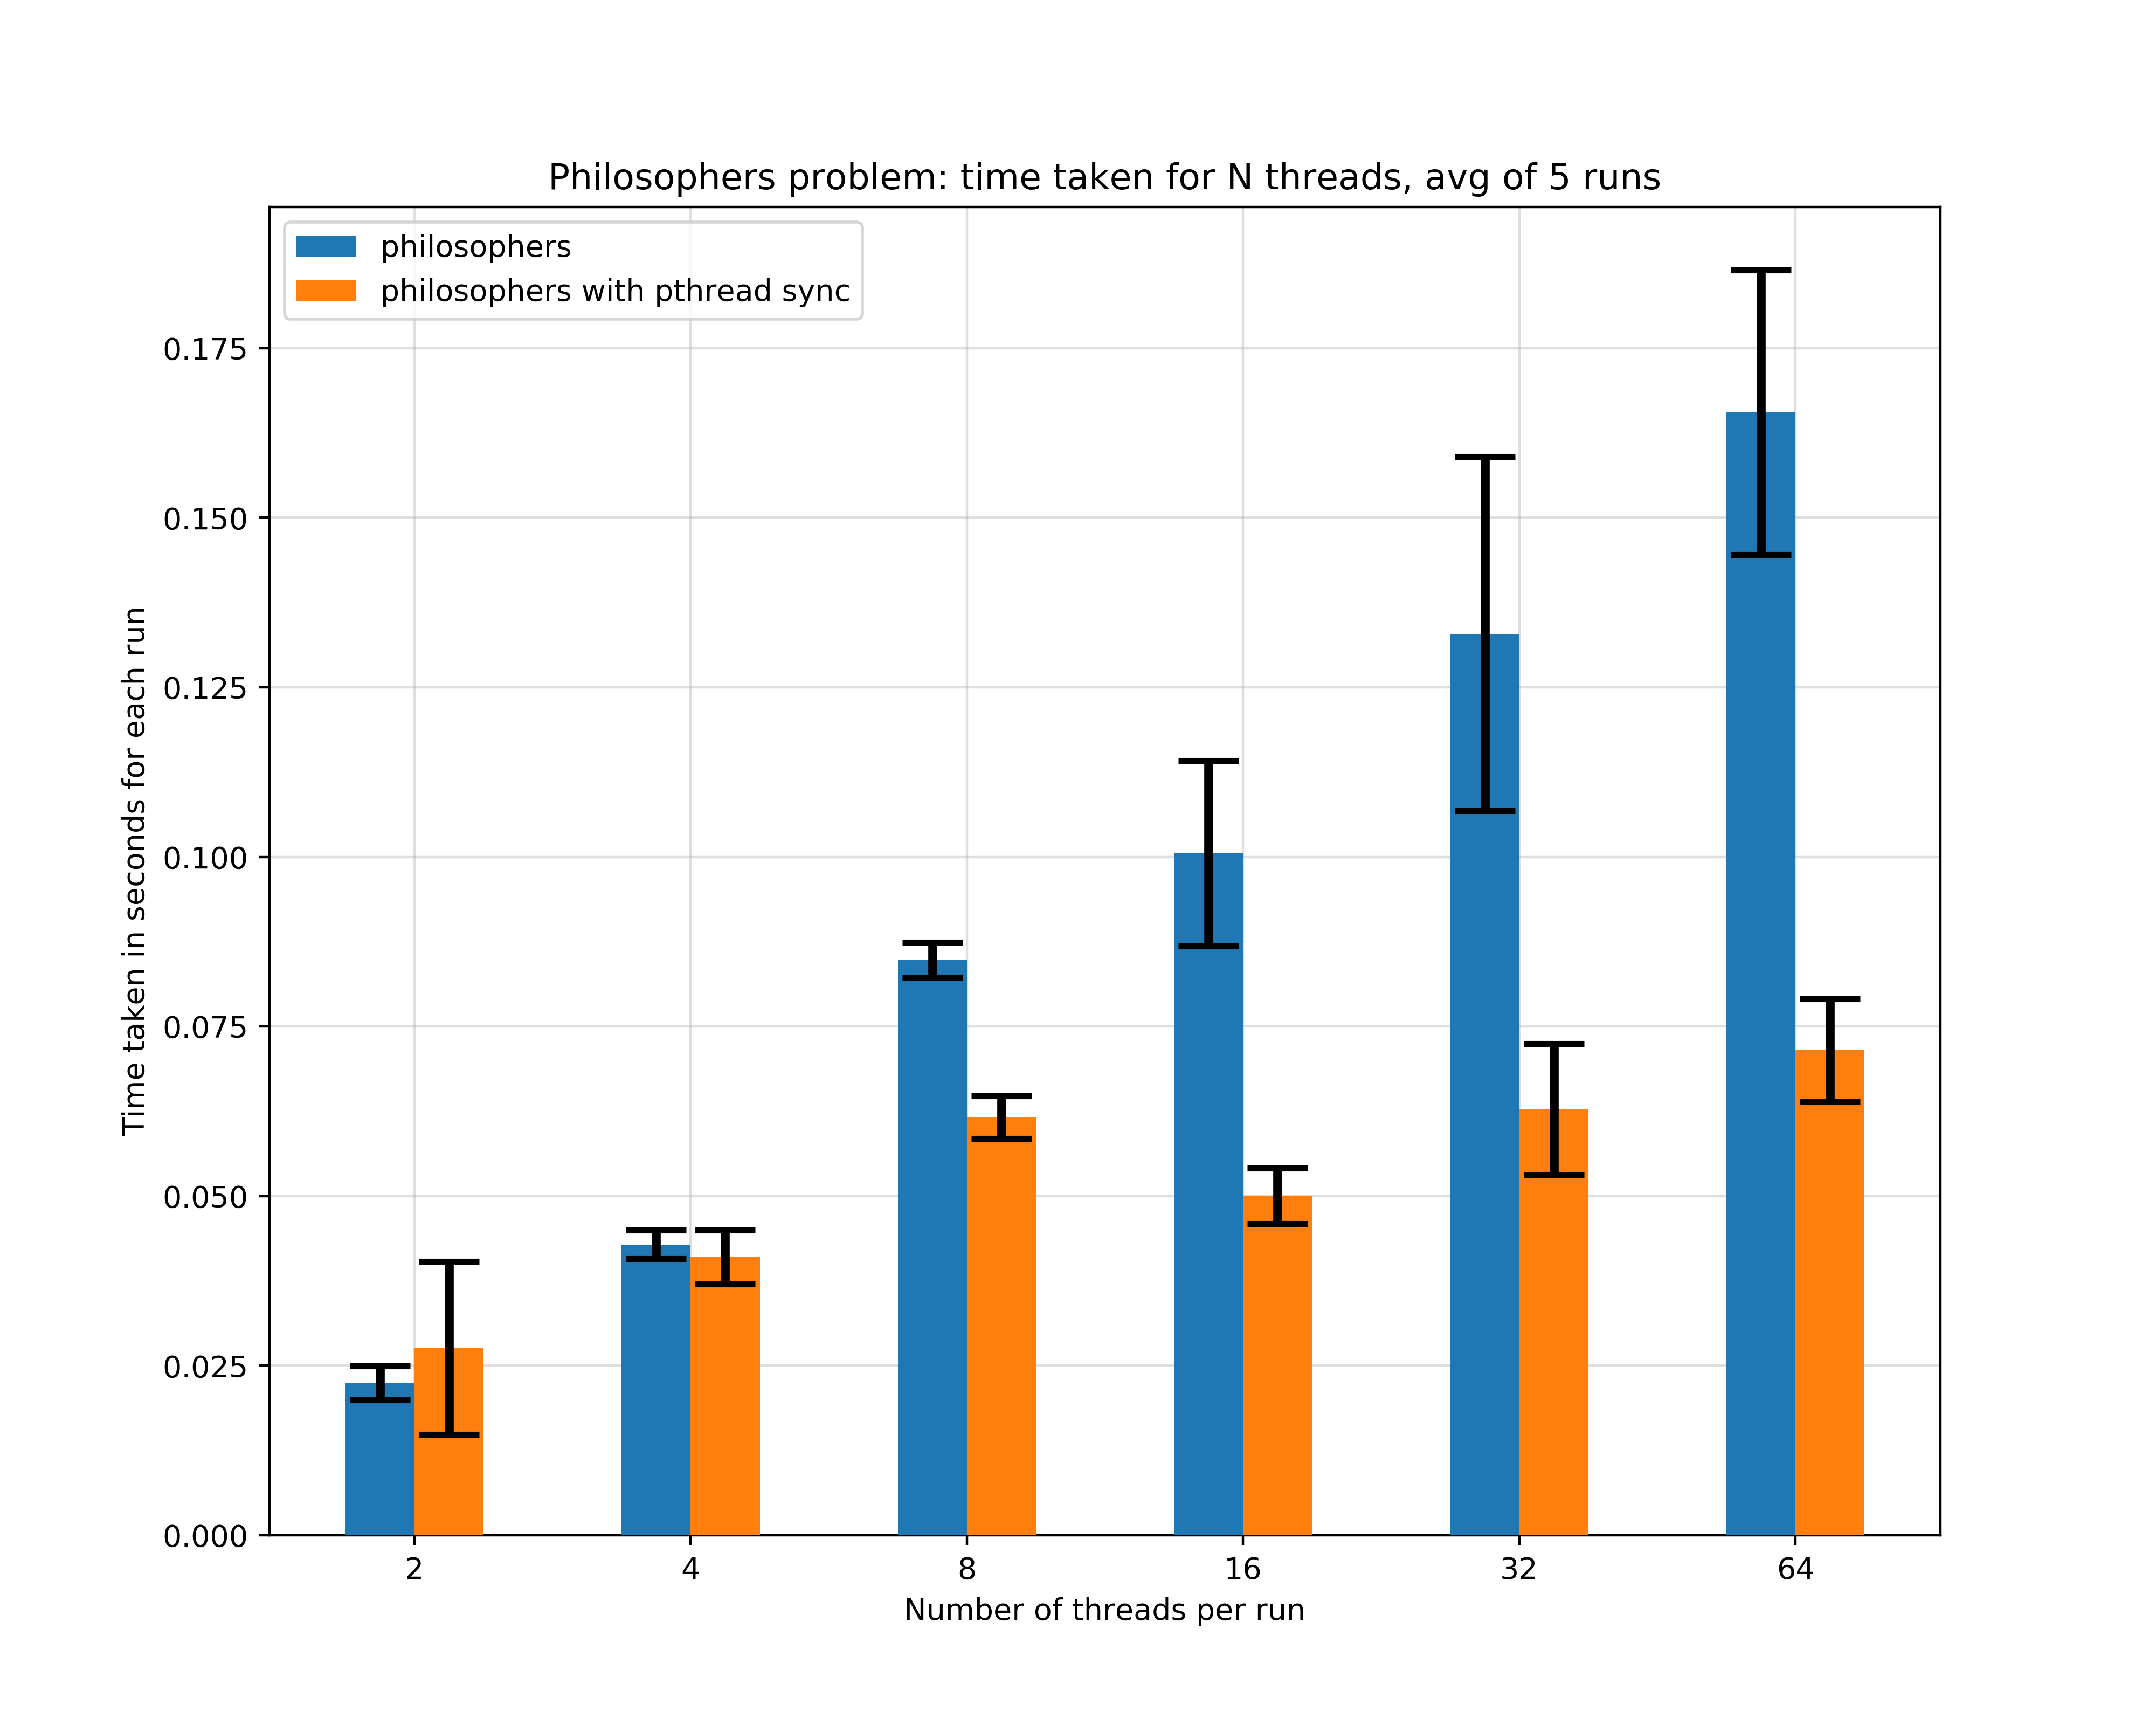 Philosophers problem: time taken for N threads, avg of 5 runs
philosophers
philosophers with pthread sync
Time taken in seconds for each run
0.175
0.150
0.125
0.100
0.075
0.050
0.025
0.000
2 4 8 16 32 64
Number of threads per run